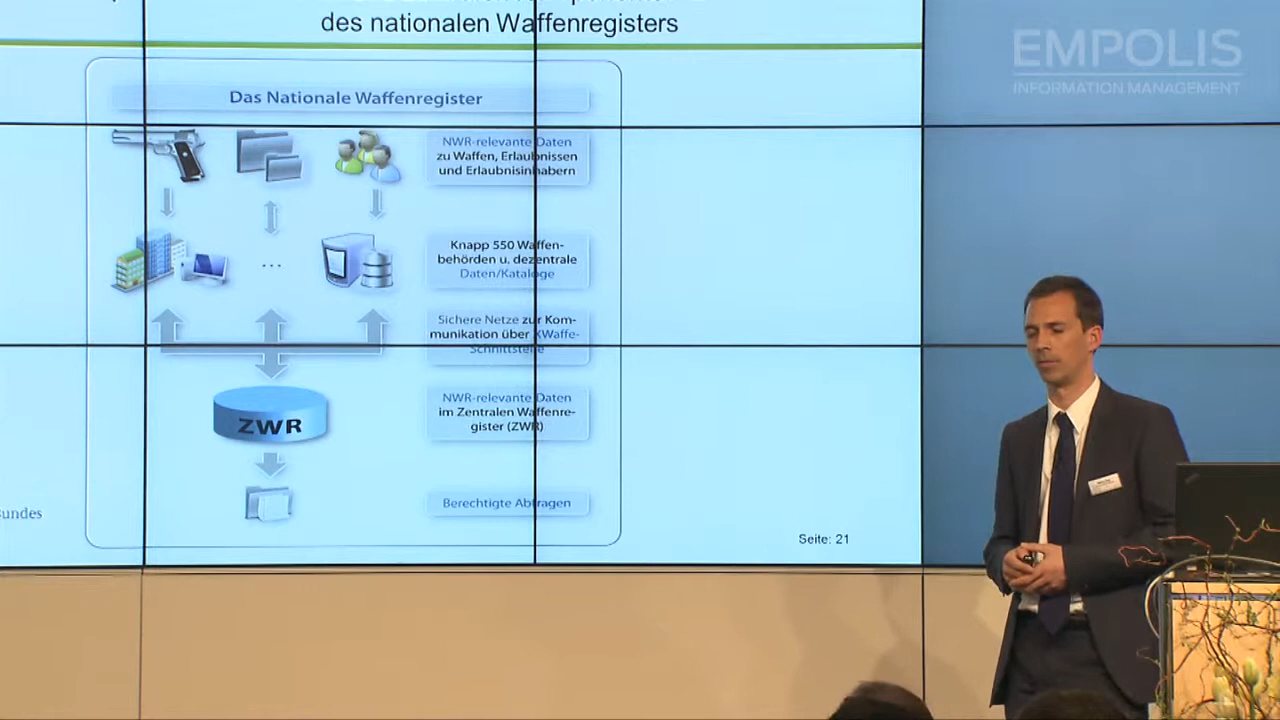 des nationalen Waffenregisters
EMPOLIS
INFORMATION MANAGEMENT
Das Nationale Waffenregister
NWR-relevante Daten
zu Waffen, Erlaubnissen
und Erlaubnisinhabern
Knapp 550 Waffen-
behörden u. dezentrale
Daten/Kataloge
...
Sichere Netze zur Kom-
munikation über XWaffe-
Schnittstelle
ZWR
NWR-relevante Daten
im Zentralen Waffenre-
gister (ZWR)
Berechtigte Abfragen
Seite: 21